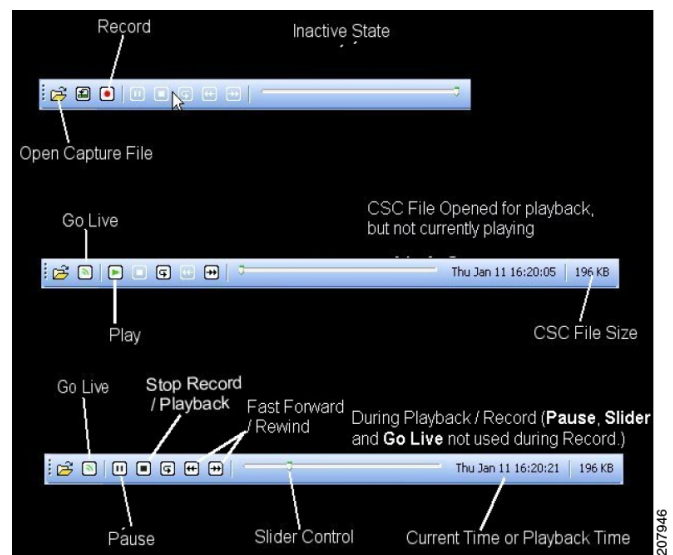 Record
Inactive State
Open Capture File
Go Live
CSC File Opened for playback,
but not currently playing
Thu Jan 11 16:20:05
196 KB
Play
CSC File Size
Go Live
Stop Record
/ Playback
Fast Forward
/ Rewind
During Playback / Record (Pause, Slider
and Go Live not used during Record.)
Thu Jan 11 16:20:21
196 KB
Pause
Slider Control
Current Time or Playback Time
207946